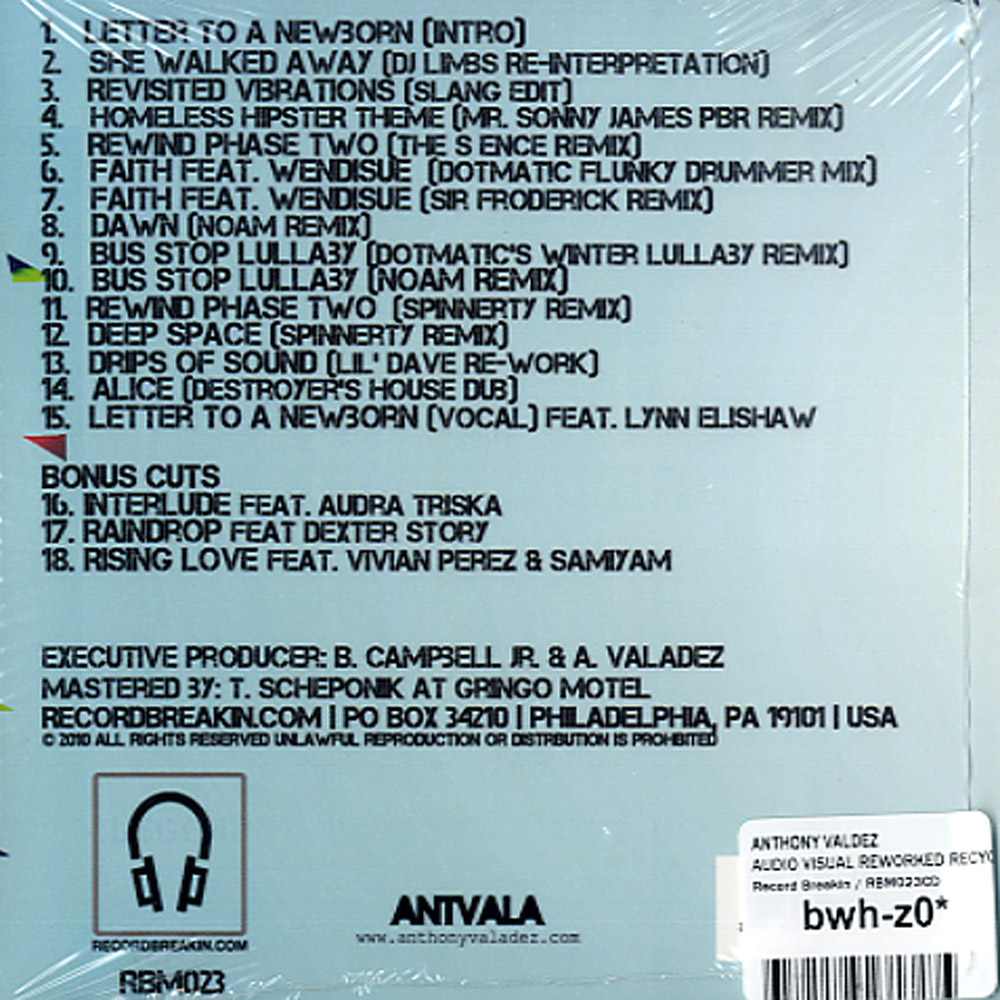 1. LETTER TO A NEWBORN (INTRO)
2. SHE WALKED AWAY (DJ LIMBS RE-INTERPRETATION)
3. REVISITED VBRATIONS (SLANG EDIT)
4. HOMELESS HIPSTER THEME (MR. SONNY JAMES PBR REMIX)
5. REWIND PHASE TWO (THE S ENCE REMIX)
6. FAITH FEAT. WENDISUE (DOTMATIC FLUNKY DRUMMER MIX)
7. FAITH FEAT. WENDISUE (SIR FRODERICK REMIX)
8. DAWN (NOAM REMIX)
9. BUS STOP LULLABY (DOTMATIC'S WINTER LULLABY REMIX)
10. BUS STOP LULLABY (NOAM REMIX)
11. REWIND PHASE TWO (SPINNERTY REMIX)
12. DEEP SPACE (SPINNERTY REMIX)
13. DRIPS OF SOUND (LIL' DAVE RE-WORK)
14. ALICE (DESTROYER'S HOUSE DUB)
15. LETTER TO A NEWBORN (VOCAL) FEAT. LYNN ELISHAW
BONUS CUTS
16. INTERLUDE FEAT. AUDRA TRISKA
17. RAINDROP FEAT DEXTER STORY
18. RISING LOVE FEAT. VIVIAN PEREZ & SAMIYAM
EXECUTIVE PRODUCER: B. CAMPBELL JR. & A. VALADEZ
MASTERED BY: T. SCHEPONIK AT GRINGO MOTEL
RECORDBREAKIN.COM | PO BOX 34210 | PHILADELPHIA, PA 19101 | USA
© 2010 ALL RIGHTS RESERVED UNLAWFUL REPRODUCTION OR DISTRIBUTION IS PROHIBITED
RECORDBREAKIN.COM
RBM023
ANTVALA
www.anthonyvaladez.com
ANTHONY VALDEZ
AUDIO VISUAL REWORKED RECYC
Record Breakin / RBM023CD
bwh-z0*